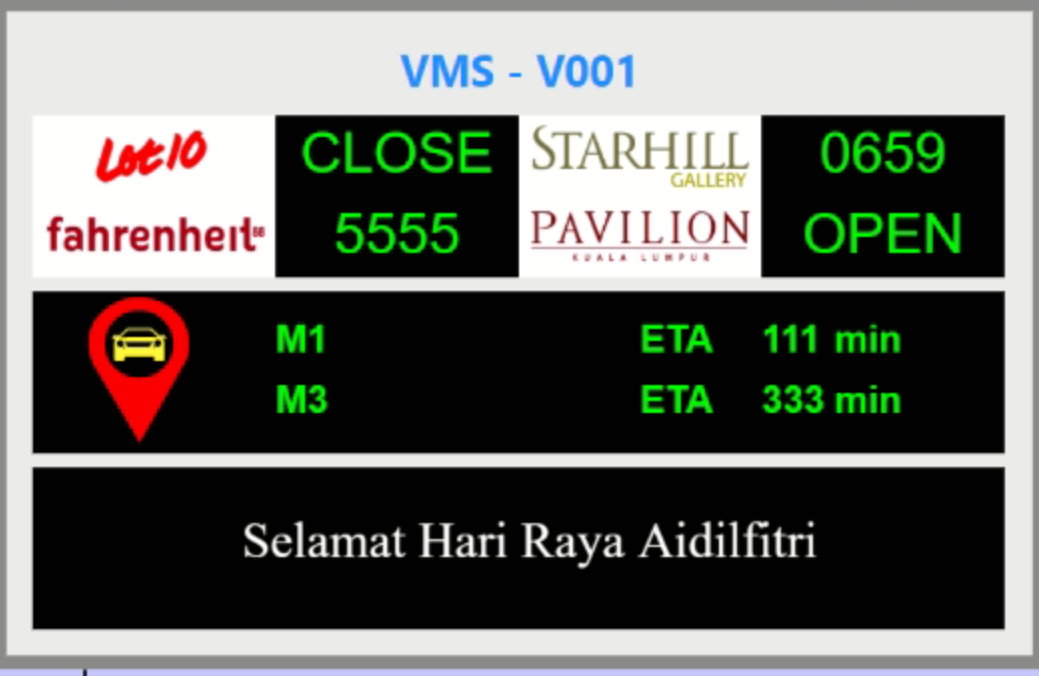 VMS - V001
Lot10 CLOSE STARHILL GALLERY 0659
fahrenheit88 5555 PAVILION KUALA LUMPUR OPEN
M1 ETA 111 min
M3 ETA 333 min
Selamat Hari Raya Aidilfitri